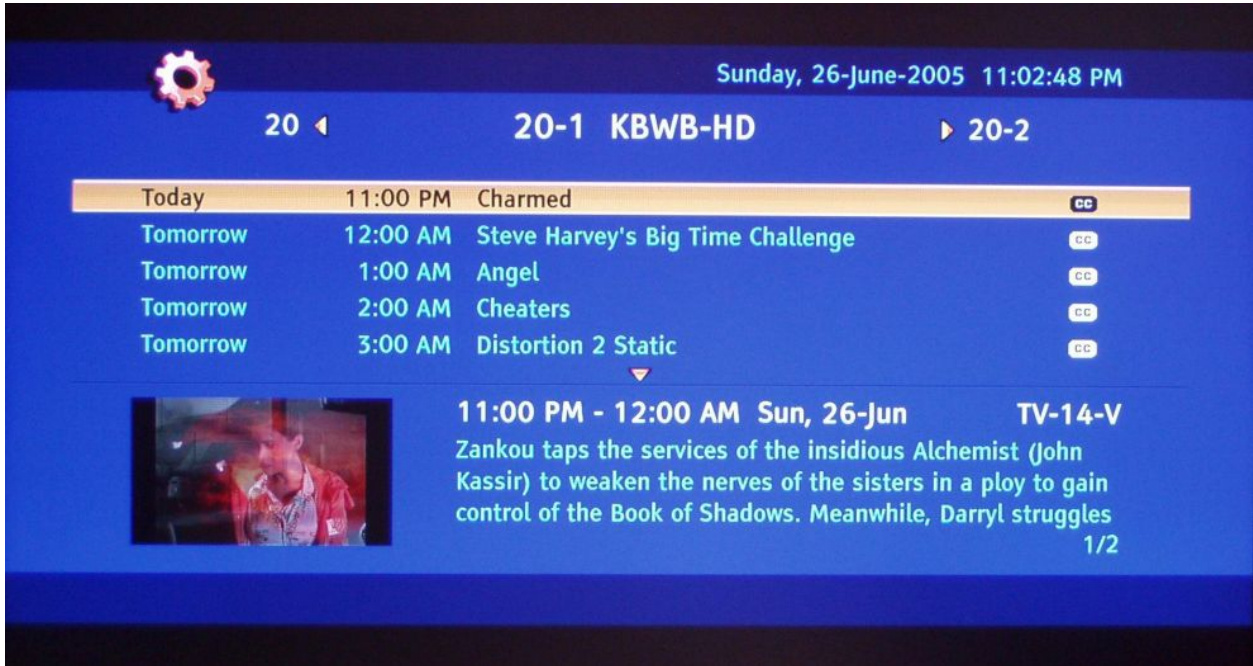 Sunday, 26-June-2005 11:02:48 PM
20 20-1 KBWB-HD 20-2
Today 11:00 PM Charmed CC
Tomorrow 12:00 AM Steve Harvey's Big Time Challenge CC
Tomorrow 1:00 AM Angel CC
Tomorrow 2:00 AM Cheaters CC
Tomorrow 3:00 AM Distortion 2 Static CC
11:00 PM - 12:00 AM Sun, 26-Jun TV-14-V
Zankou taps the services of the insidious Alchemist (John
Kassir) to weaken the nerves of the sisters in a ploy to gain
control of the Book of Shadows. Meanwhile, Darryl struggles
1/2